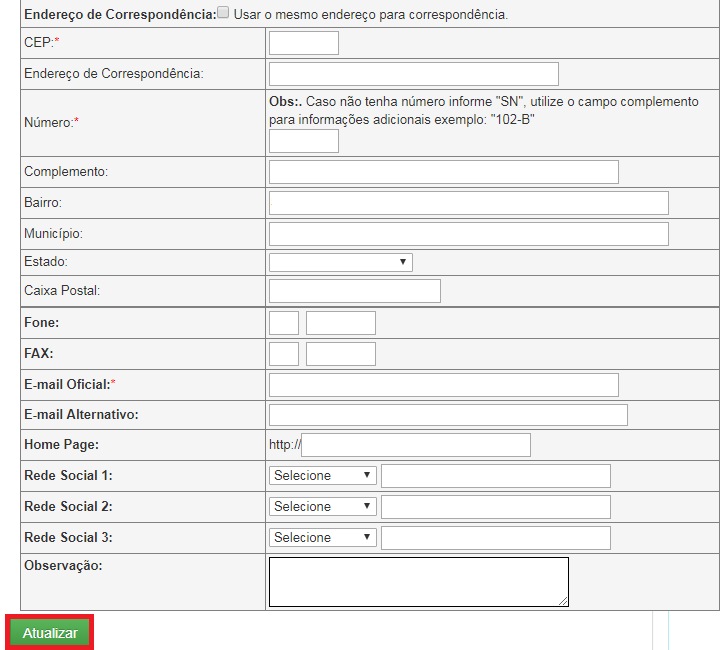 Endereço de Correspondência: Usar o mesmo endereço para correspondência.
CEP:*
Endereço de Correspondência:
Obs:. Caso não tenha número informe "SN", utilize o campo complemento
para informações adicionais exemplo: "102-B"
Número:*
Complemento:
Bairro:
Município:
Estado:
Caixa Postal:
Fone:
FAX:
E-mail Oficial:*
E-mail Alternativo:
Home Page: http://
Rede Social 1: Selecione
Rede Social 2: Selecione
Rede Social 3: Selecione
Observação:
Atualizar